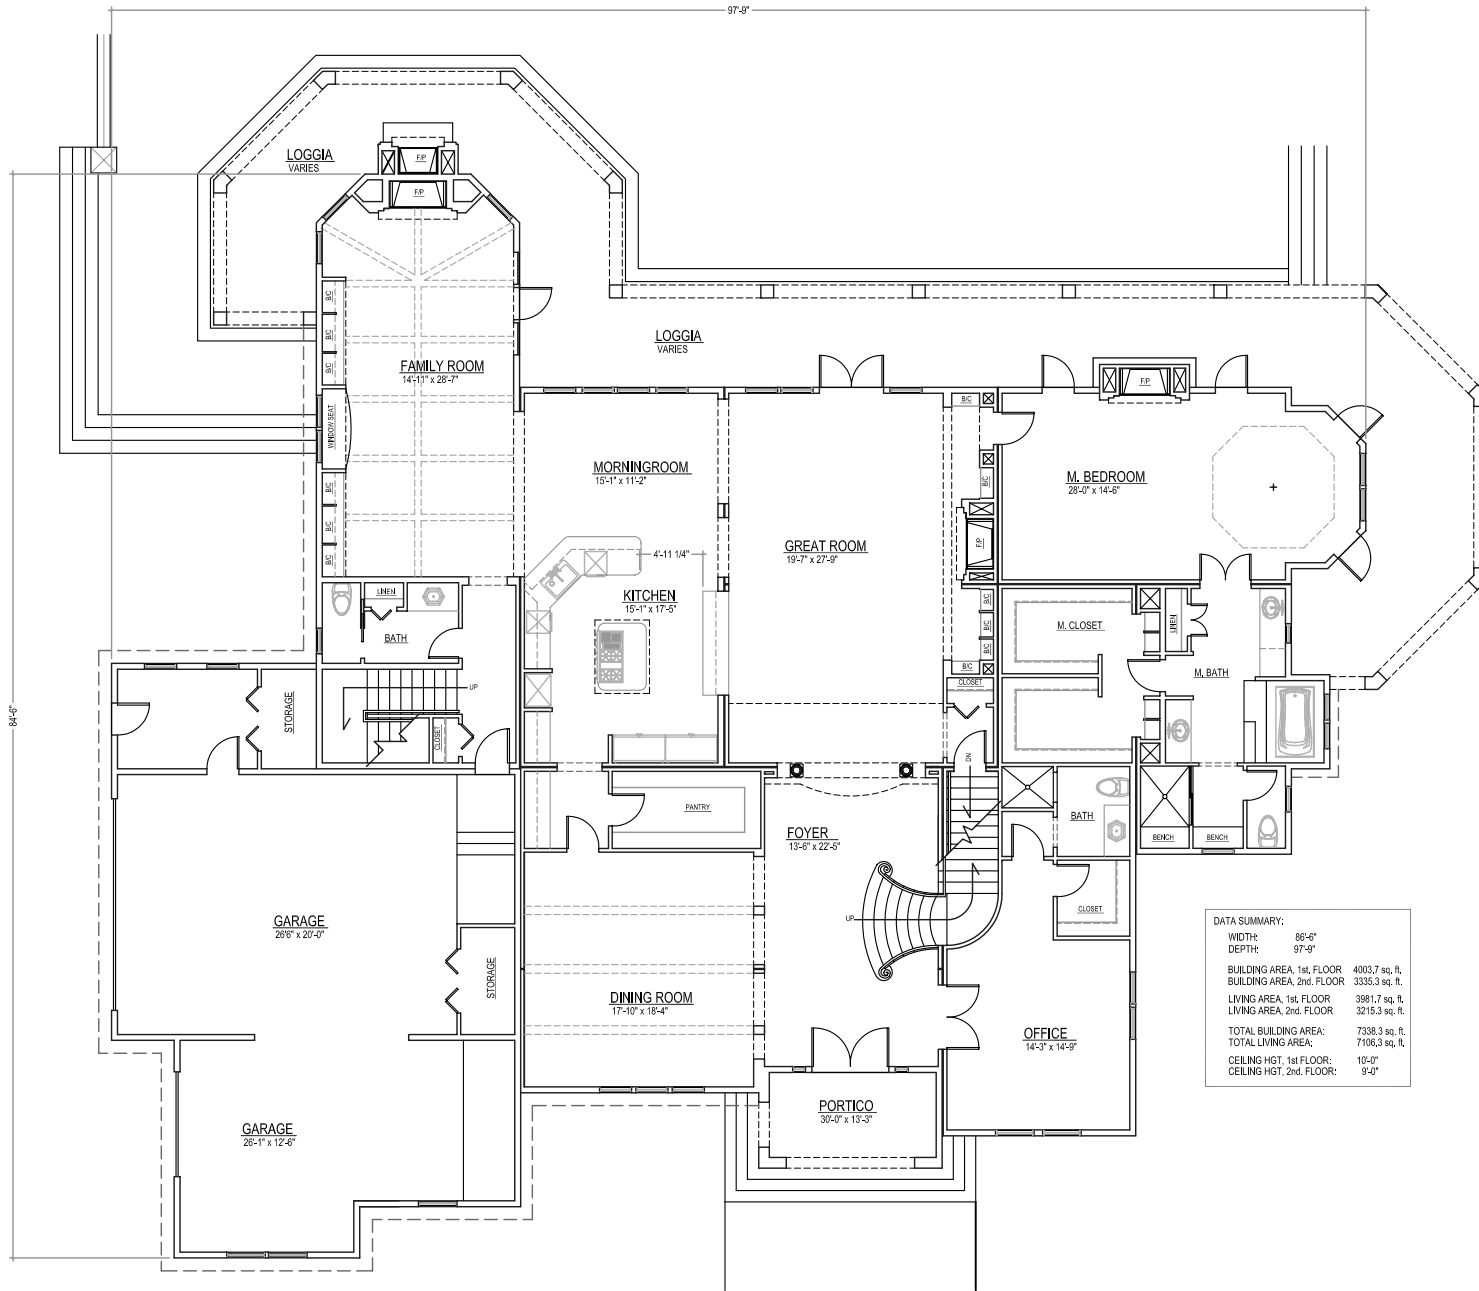 97'-9"
LOGGIA
VARIES
F/P
F/P
B/C
B/C
B/C
FAMILY ROOM
14'-11" x 28'-7"
WINDOW SEAT
B/C
B/C
B/C
LOGGIA
VARIES
MORNINGROOM
15'-1" x 11'-2"
4'-11 1/4"
KITCHEN
15'-1" x 17'-5"
GREAT ROOM
19'-7" x 27'-9"
B/C
B/C
F/P
B/C
B/C
B/C
B/C
CLOSET
F/P
M. BEDROOM
28'-0" x 14'-6"
M. CLOSET
LINEN
M. BATH
LINEN
BATH
UP
STORAGE
CLOSET
84'-6"
PANTRY
FOYER
13'-6" x 22'-5"
DN
BATH
BENCH
BENCH
CLOSET
UP
GARAGE
26'6" x 20'-0"
STORAGE
DINING ROOM
17'-10" x 18'-4"
OFFICE
14'-3" x 14'-9"
PORTICO
30'-0" x 13'-3"
GARAGE
26'-1" x 12'-6"
DATA SUMMARY:
WIDTH: 86'-6"
DEPTH: 97'-9"
BUILDING AREA, 1st. FLOOR 4003.7 sq. ft.
BUILDING AREA, 2nd. FLOOR 3335.3 sq. ft.
LIVING AREA, 1st. FLOOR 3981.7 sq. ft.
LIVING AREA, 2nd. FLOOR 3215.3 sq. ft.
TOTAL BUILDING AREA: 7338.3 sq. ft.
TOTAL LIVING AREA: 7106.3 sq. ft.
CEILING HGT. 1st FLOOR: 10'-0"
CEILING HGT. 2nd. FLOOR: 9'-0"